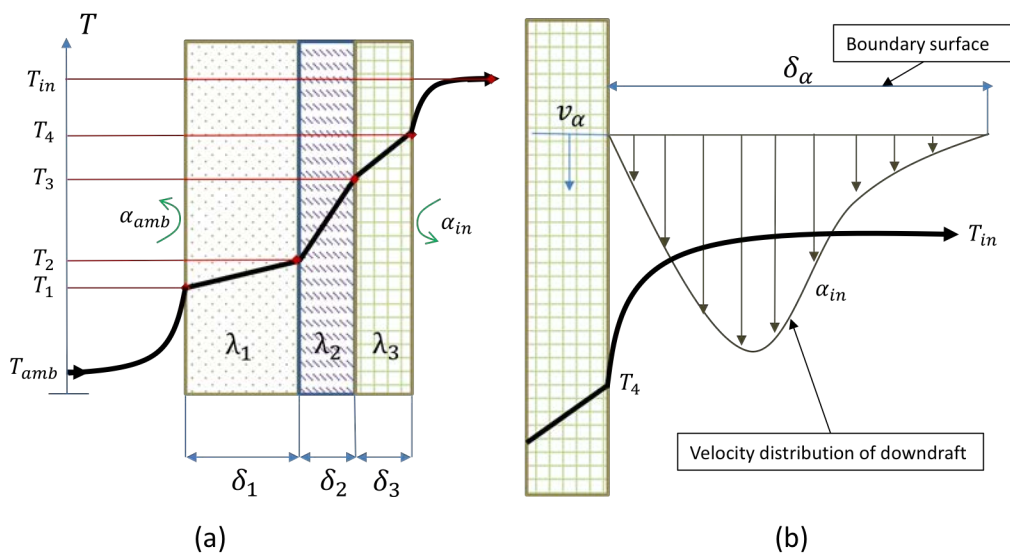 T
T_in
T_4
T_3
T_2
T_1
T_amb
α_amb
α_in
λ_1
λ_2
λ_3
δ_1
δ_2
δ_3
(a)
Boundary surface
δ_α
v_α
T_in
α_in
T_4
Velocity distribution of downdraft
(b)